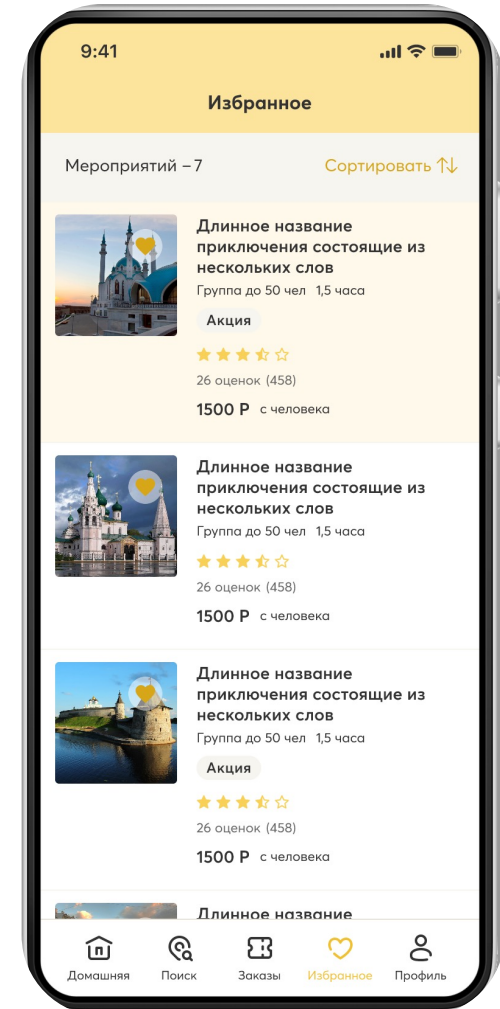 9:41
Избранное
Мероприятий – 7
Сортировать
Длинное название
приключения состоящие из
нескольких слов
Группа до 50 чел 1,5 часа
Акция
26 оценок (458)
1500 Р с человека
Длинное название
приключения состоящие из
нескольких слов
Группа до 50 чел 1,5 часа
26 оценок (458)
1500 Р с человека
Длинное название
приключения состоящие из
нескольких слов
Группа до 50 чел 1,5 часа
Акция
26 оценок (458)
1500 Р с человека
Длинное название
Домашняя Поиск Заказы Избранное Профиль